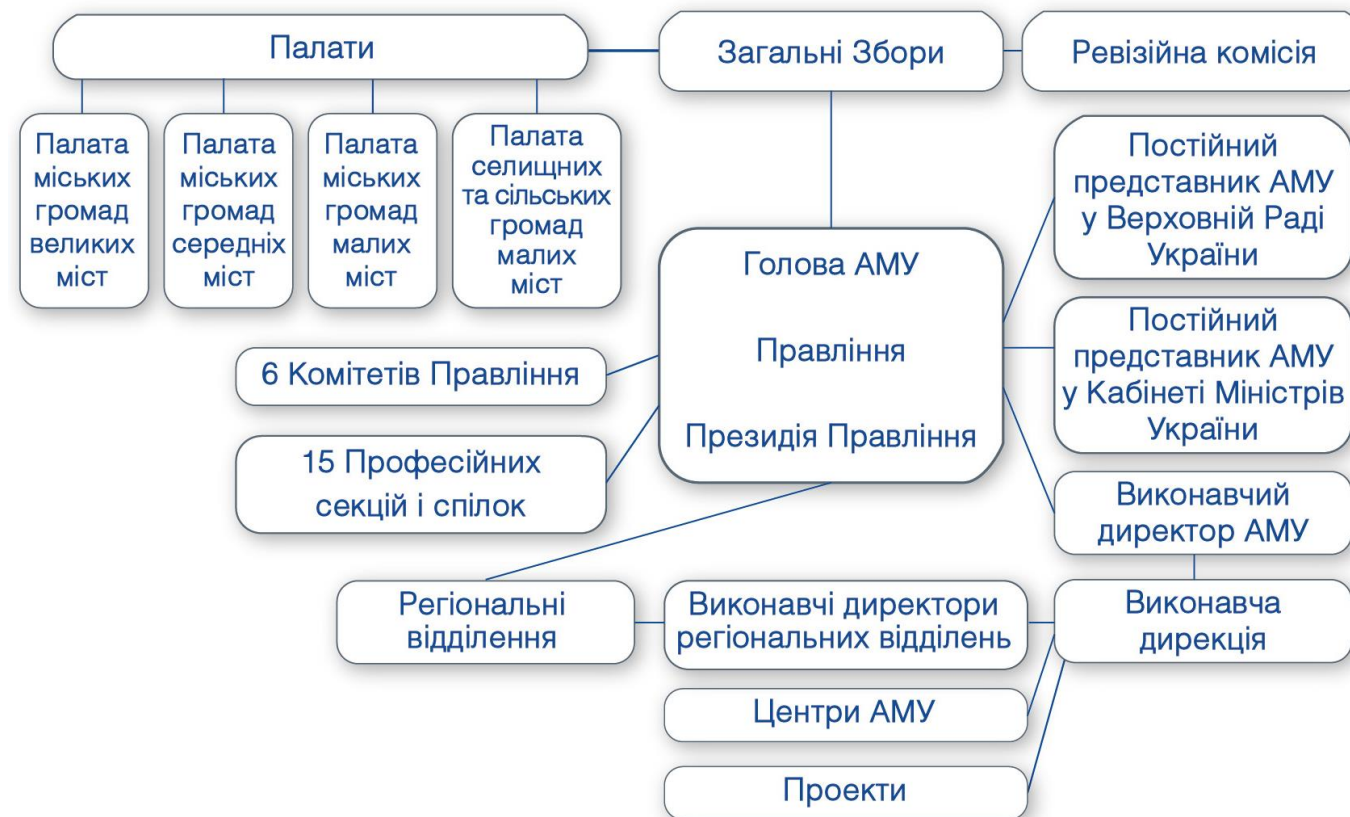 Палати
Загальні Збори
Ревізійна комісія
Палата
міських
громад
великих
міст
Палата
міських
громад
середніх
міст
Палата
міських
громад
малих
міст
Палата
селищних
та сільських
громад
малих
міст
Постійний
представник АМУ
у Верховній Раді
України
Голова АМУ
Правління
Президія Правління
Постійний
представник АМУ
у Кабінеті Міністрів
України
6 Комітетів Правління
15 Професійних
секцій і спілок
Виконавчий
директор АМУ
Регіональні
відділення
Виконавчі директори
регіональних відділень
Виконавча
дирекція
Центри АМУ
Проекти